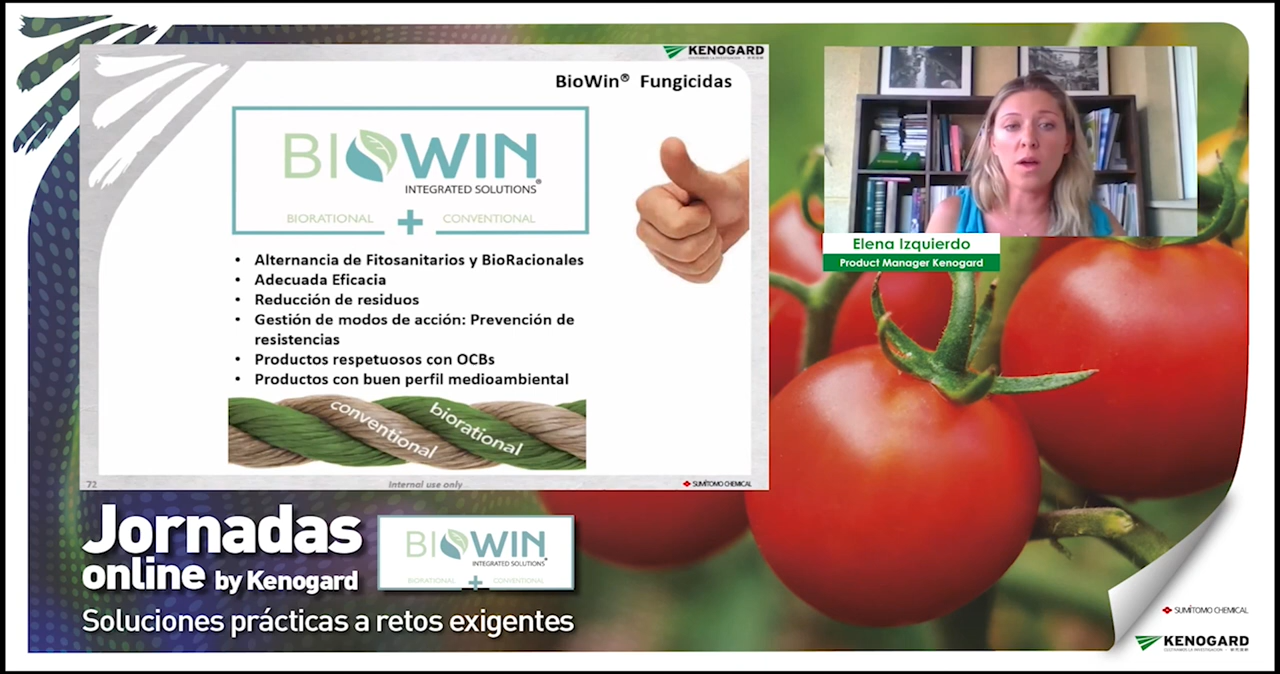 KENOGARD
BioWin® Fungicidas
BIOWIN
INTEGRATED SOLUTIONS®
BIORATIONAL + CONVENTIONAL
• Alternancia de Fitosanitarios y BioRacionales
• Adecuada Eficacia
• Reducción de residuos
• Gestión de modos de acción: Prevención de
resistencias
• Productos respetuosos con OCBs
• Productos con buen perfil medioambiental
conventional
biorational
72
Internal use only
SUMITOMO CHEMICAL
Elena Izquierdo
Product Manager Kenogard
Jornadas
online by Kenogard
BIOWIN
INTEGRATED SOLUTIONS®
BIORATIONAL + CONVENTIONAL
Soluciones prácticas a retos exigentes
SUMITOMO CHEMICAL
KENOGARD